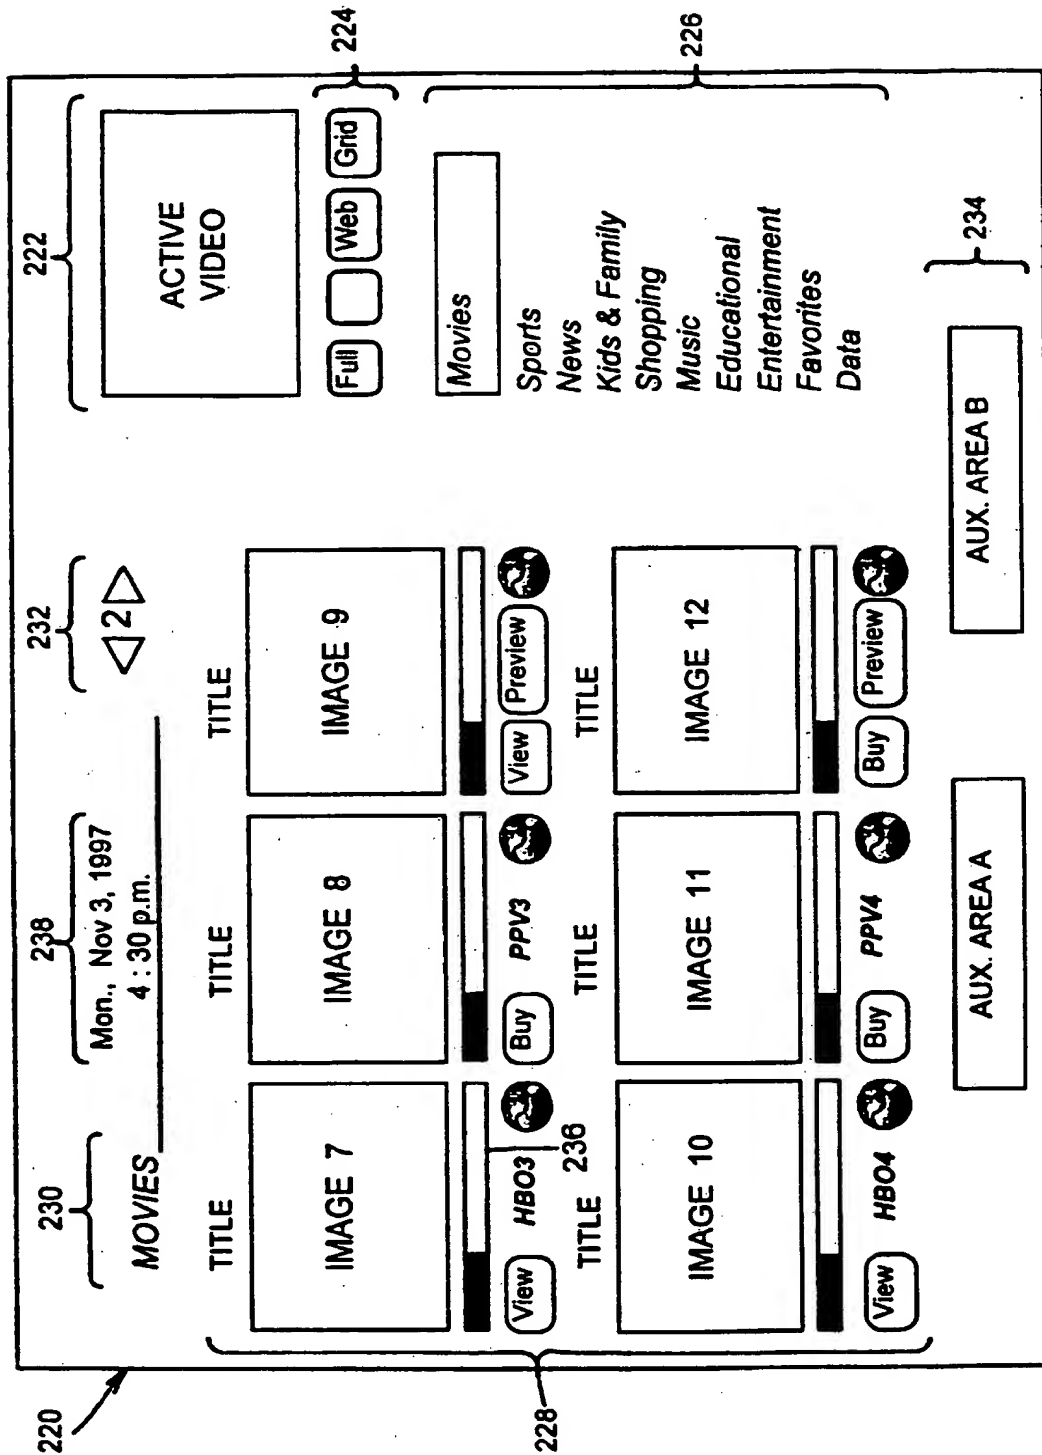 220
230
238
232
222
MOVIES
Mon., Nov 3, 1997
4 : 30 p.m.
2
ACTIVE
VIDEO
Full
Web
Grid
224
TITLE
TITLE
TITLE
IMAGE 7
IMAGE 8
IMAGE 9
View HBO3
Buy PPV3
View Preview
236
228
TITLE
TITLE
TITLE
IMAGE 10
IMAGE 11
IMAGE 12
View HBO4
Buy PPV4
Buy Preview
Movies
Sports
News
Kids & Family
Shopping
Music
Educational
Entertainment
Favorites
Data
226
AUX. AREA A
AUX. AREA B
234